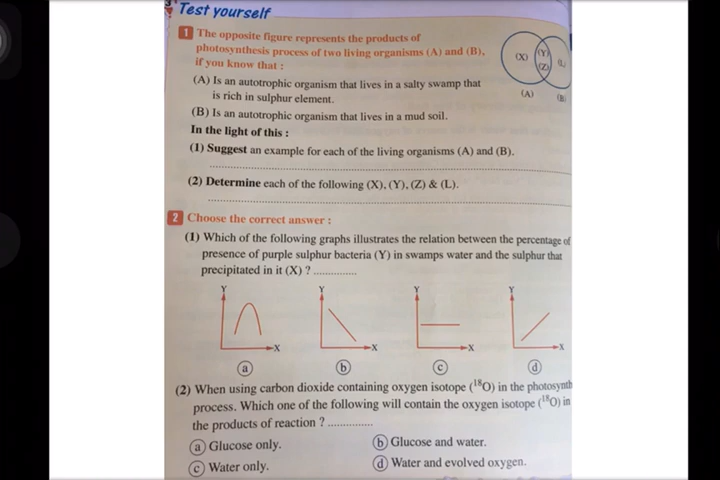 Test yourself
1 The opposite figure represents the products of
photosynthesis process of two living organisms (A) and (B),
if you know that :
(X) (Y) (Z) (L)
(A) (B)
(A) Is an autotrophic organism that lives in a salty swamp that
is rich in sulphur element.
(B) Is an autotrophic organism that lives in a mud soil.
In the light of this :
(1) Suggest an example for each of the living organisms (A) and (B).
(2) Determine each of the following (X), (Y), (Z) & (L).
2 Choose the correct answer :
(1) Which of the following graphs illustrates the relation between the percentage of
presence of purple sulphur bacteria (Y) in swamps water and the sulphur that
precipitated in it (X) ? ..............
Y Y Y Y
X X X X
a b c d
(2) When using carbon dioxide containing oxygen isotope (¹⁸O) in the photosynth
process. Which one of the following will contain the oxygen isotope (¹⁸O) in
the products of reaction ? ..............
a Glucose only. b Glucose and water.
c Water only. d Water and evolved oxygen.